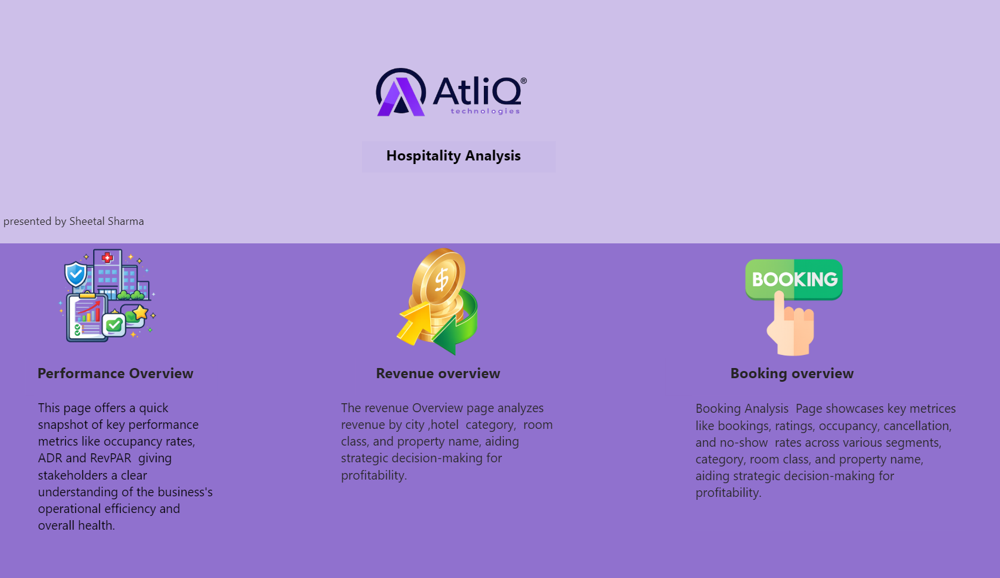 AtliQ®
technologies
Hospitality Analysis
presented by Sheetal Sharma
BOOKING
Performance Overview
This page offers a quick
snapshot of key performance
metrics like occupancy rates,
ADR and RevPAR  giving
stakeholders a clear
understanding of the business's
operational efficiency and
overall health.
Revenue overview
The revenue Overview page analyzes
revenue by city ,hotel  category,  room
class, and property name, aiding
strategic decision-making for
profitability.
Booking overview
Booking Analysis  Page showcases key metrics
like bookings, ratings, occupancy, cancellation,
and no-show  rates across various segments,
category, room class, and property name,
aiding strategic decision-making for
profitability.